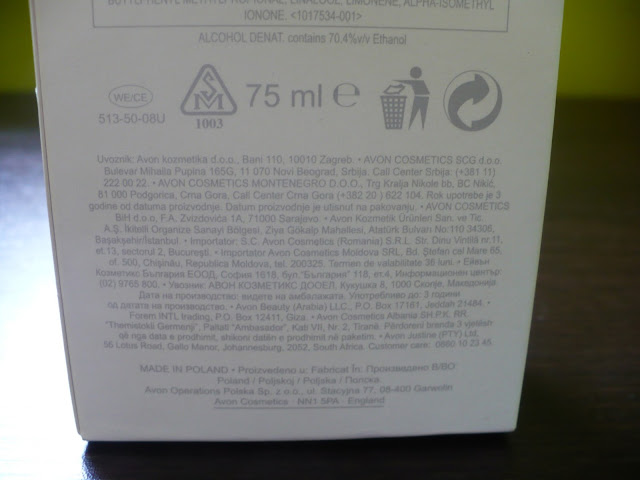 BUTYLPHENYL METHYLPROPIONAL, LINALOOL, LIMONENE, ALPHA-ISOMETHYL
IONONE. <1017534-001>
ALCOHOL DENAT. contains 70.4%v/v Ethanol
WE/CE
513-50-08U
SM
1003
75 ml ℮
Uvoznik: Avon kozmetika d.o.o., Bani 110, 10010 Zagreb. • AVON COSMETICS SCG d.o.o.
Bulevar Mihaila Pupina 165G, 11 070 Novi Beograd, Srbija. Call Center Srbija: (+381 11)
222 00 22. • AVON COSMETICS MONTENEGRO D.O.O., Trg Kralja Nikole bb, BC Nikić,
81 000 Podgorica, Crna Gora, Call Center Crna Gora (+382 20) 622 104. Rok upotrebe je 3
godine od datuma proizvodnje. Datum proizvodnje je utisnut na pakovanju. • AVON COSMETICS
BiH d.o.o, F.A. Zvizdovića 1A, 71000 Sarajevo. • Avon Kozmetik Ürünleri San. ve Tic.
A.Ş. İkitelli Organize Sanayi Bölgesi, Ziya Gökalp Mahallesi, Atatürk Bulvarı No:110 34306,
Başakşehir/İstanbul. • Importator: S.C. Avon Cosmetics (Romania) S.R.L. Str. Dinu Vintilă nr.11,
et.13, sectorul 2, Bucureşti. • Importator Avon Cosmetics Moldova SRL, Bd. Ştefan cel Mare 65,
of. 500, Chişinău, Republica Moldova, tel. 200325. Termen de valabilitate 36 luni. • Ейвън
Козметикс България ЕООД, София 1618, бул."България" 118, ет.4, Информационен център:
(02) 9765 800. • Увозник: АВОН КОЗМЕТИКС ДООЕЛ, Кукушка 8, 1000 Скопје, Македонија.
Дата на производство: видете на амбалажата. Употребливо до: 3 години
од датата на производство. • Avon Beauty (Arabia) LLC., P.O. Box 17161, Jeddah 21484. •
Forem INTL trading, P.O. Box 12411, Giza. • Avon Cosmetics Albania SH.P.K. RR.
"Themistokli Germenji", Pallati "Ambasador", Kati VII, Nr. 2, Tiranë. Përdoreni brenda 3 vjetësh
që nga data e prodhimit, shikoni datën e prodhimit në paketim. • Avon Justine (PTY) Ltd,
56 Lotus Road, Gallo Manor, Johannesburg, 2052, South Africa. Customer care: 0860 10 23 45.
MADE IN POLAND • Proizvedeno u: Fabricat în: Произведено в/во
Poland / Poljskoj / Poljska / Полска
Avon Operations Polska Sp. z o.o., ul. Stacyjna 77, 08-400 Garwolin
Avon Cosmetics · NN1 5PA · England